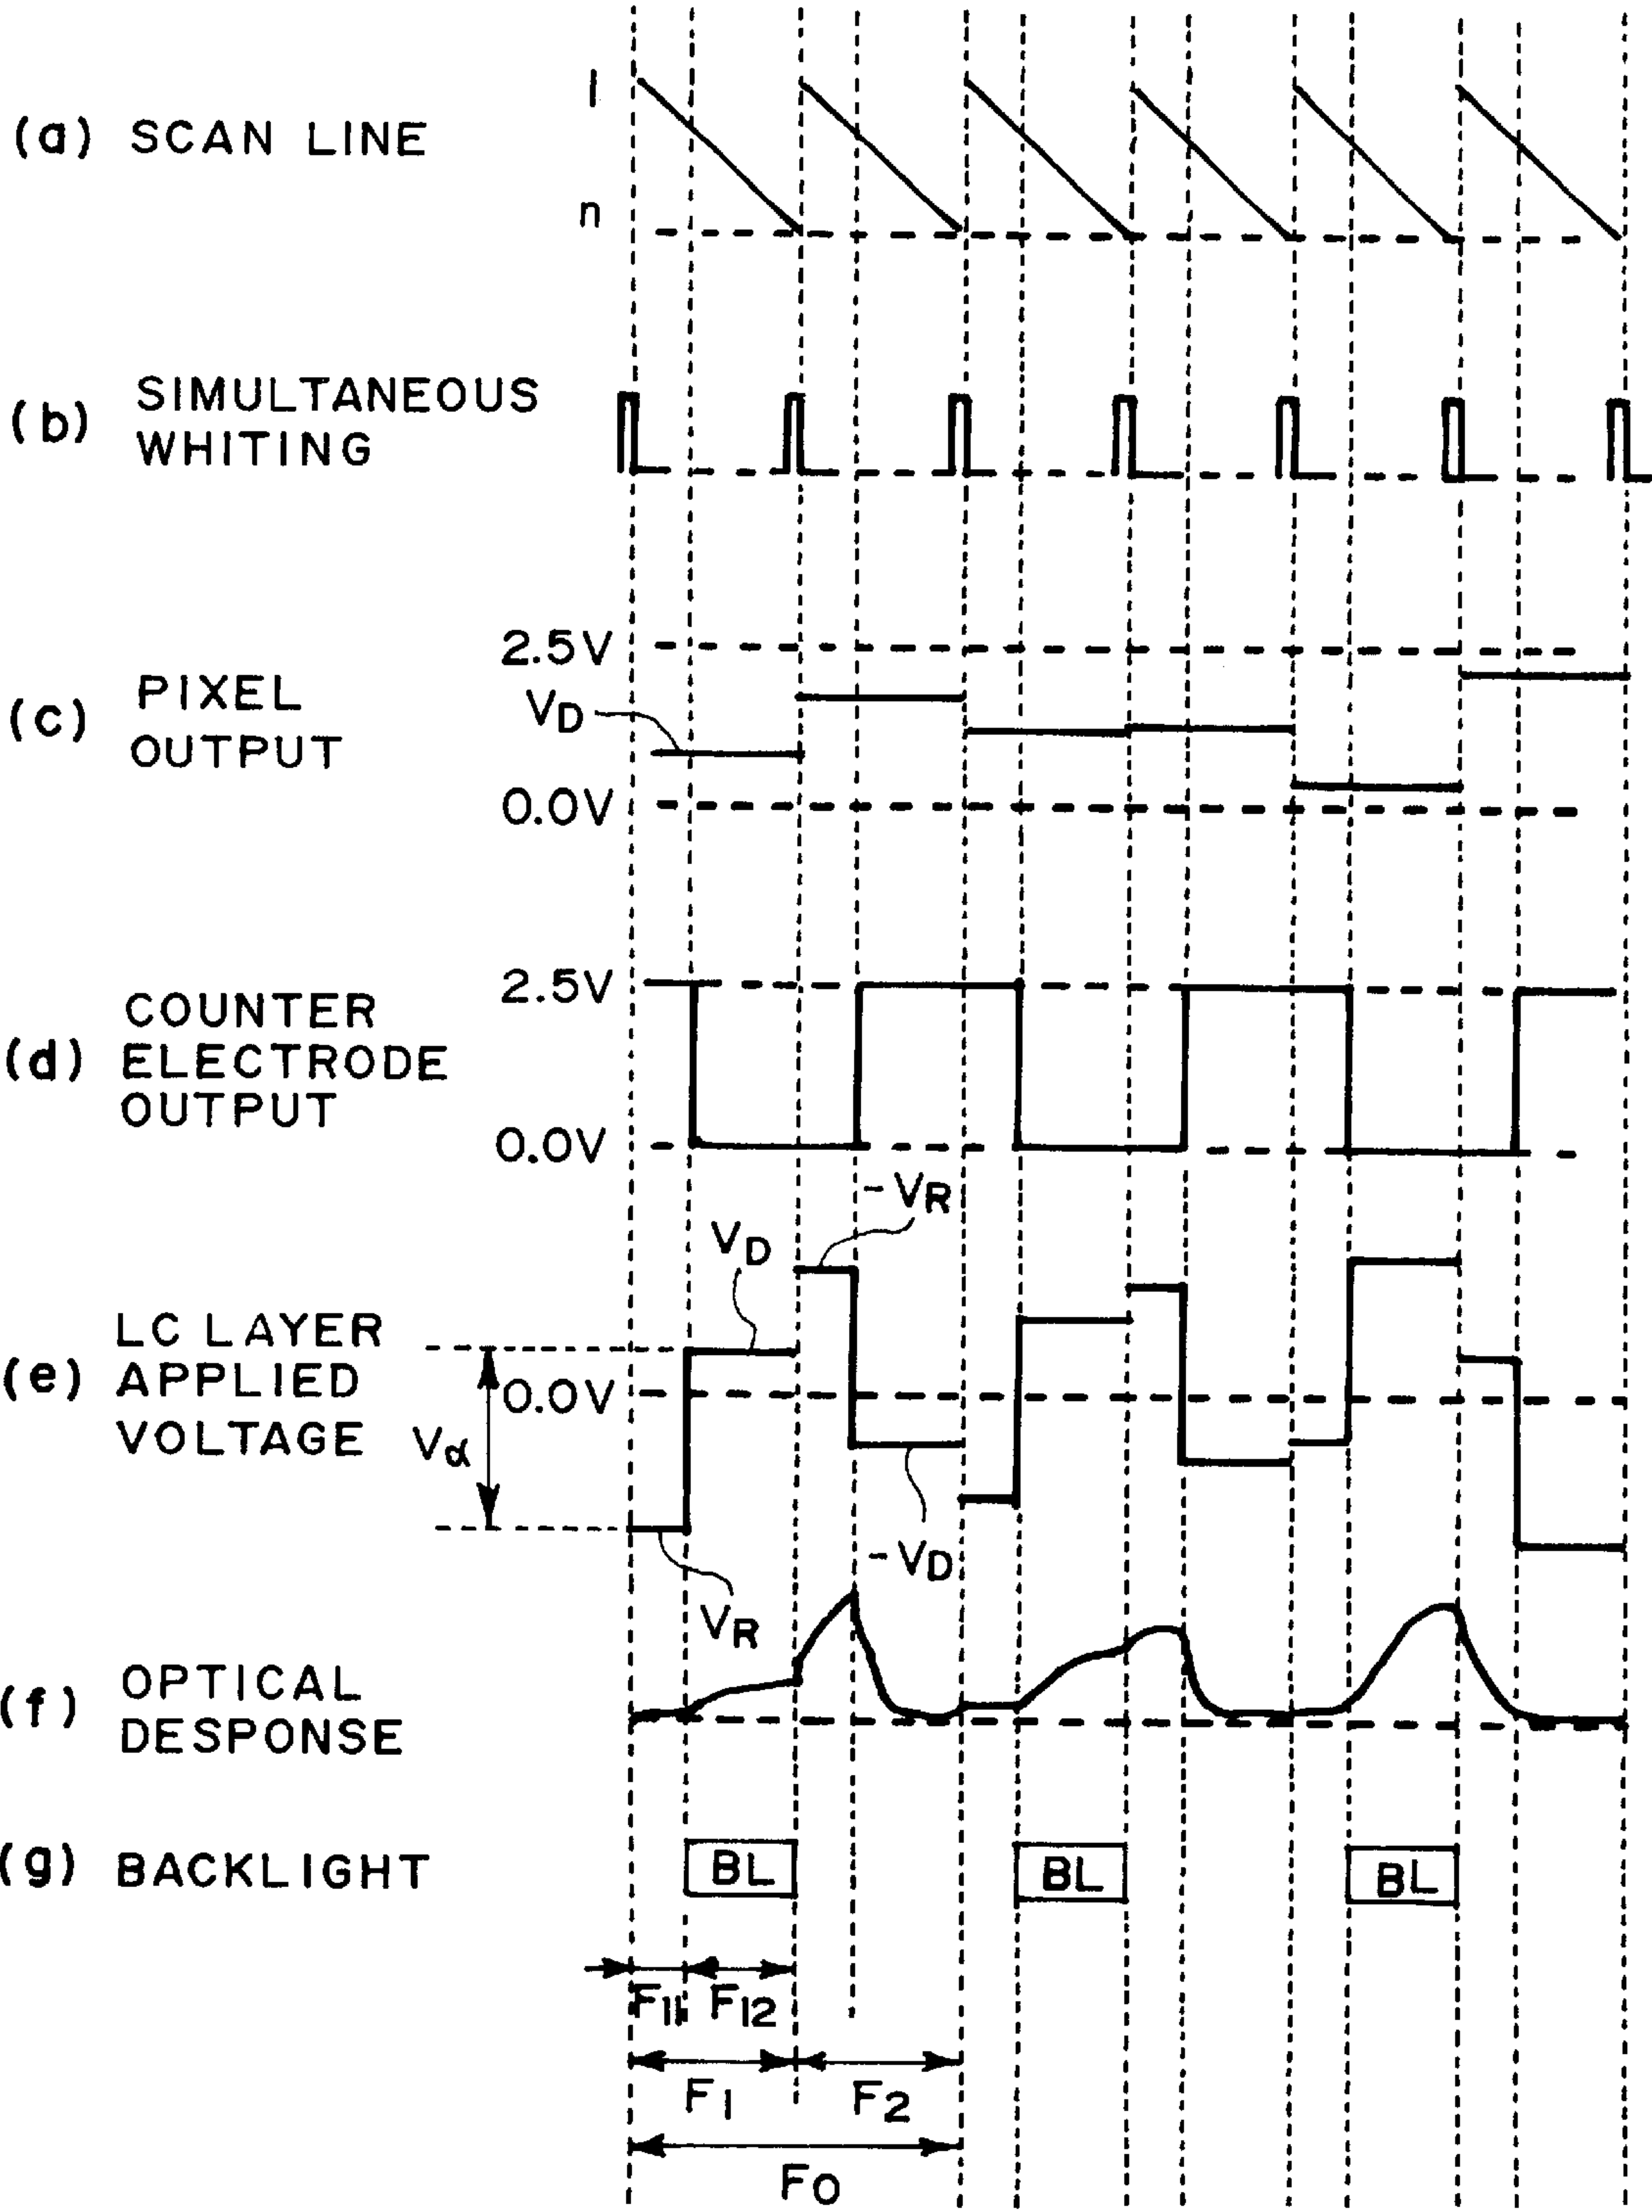 (a) SCAN LINE
1
n
(b) SIMULTANEOUS
WHITING
(c) PIXEL
OUTPUT
2.5V
VD
0.0V
(d) COUNTER
ELECTRODE
OUTPUT
2.5V
0.0V
(e) LC LAYER
APPLIED
VOLTAGE
-VR
VD
0.0V
Vα
-VD
VR
(f) OPTICAL
DESPONSE
(g) BACKLIGHT
BL BL BL
F11 F12
F1 F2
F0